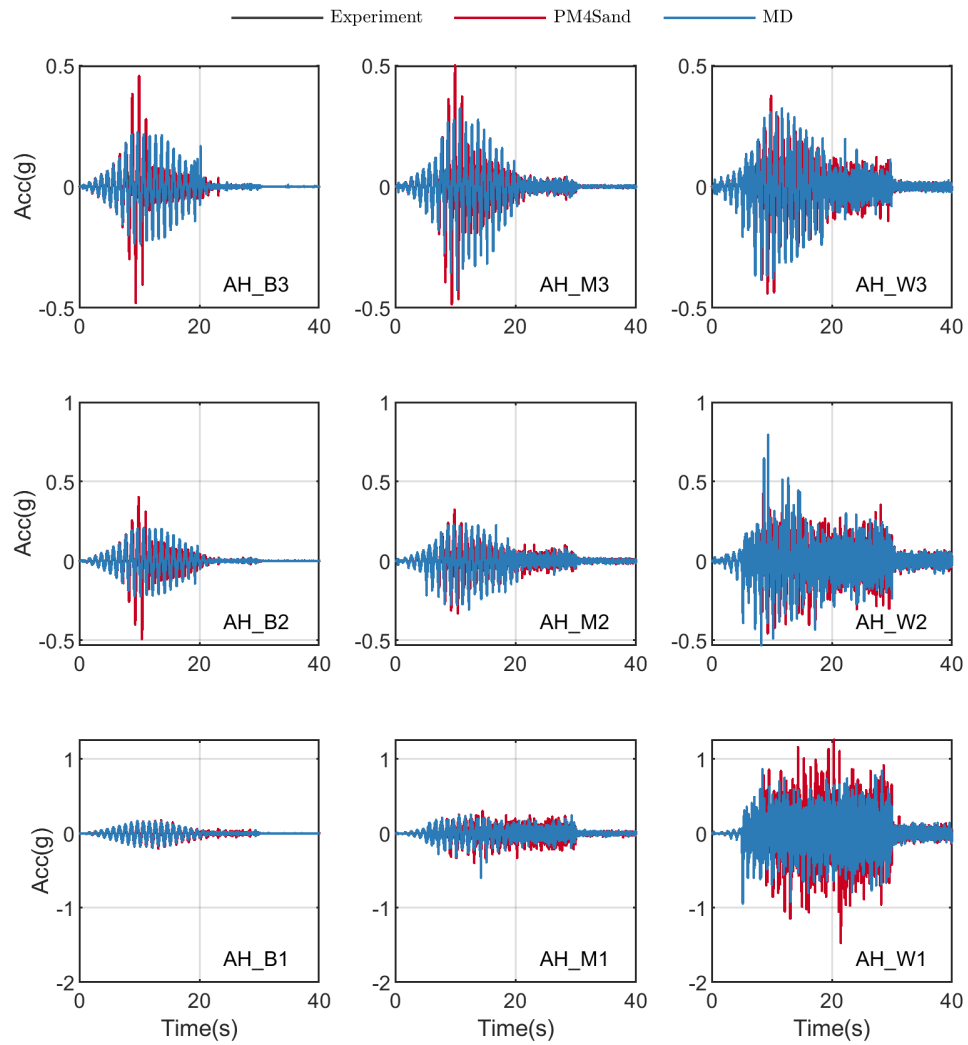 Experiment PM4Sand MD
0.5 0.5 0.5
Acc(g) 0 0 0
AH_B3 AH_M3 AH_W3
-0.5 -0.5 -0.5
0 20 40 0 20 40 0 20 40
1 1 1
0.5 0.5 0.5
Acc(g) 0 0 0
AH_B2 AH_M2 AH_W2
-0.5 -0.5 -0.5
0 20 40 0 20 40 0 20 40
1 1 1
0 0 0
Acc(g)
-1 -1 -1
AH_B1 AH_M1 AH_W1
-2 -2 -2
0 20 40 0 20 40 0 20 40
Time(s) Time(s) Time(s)